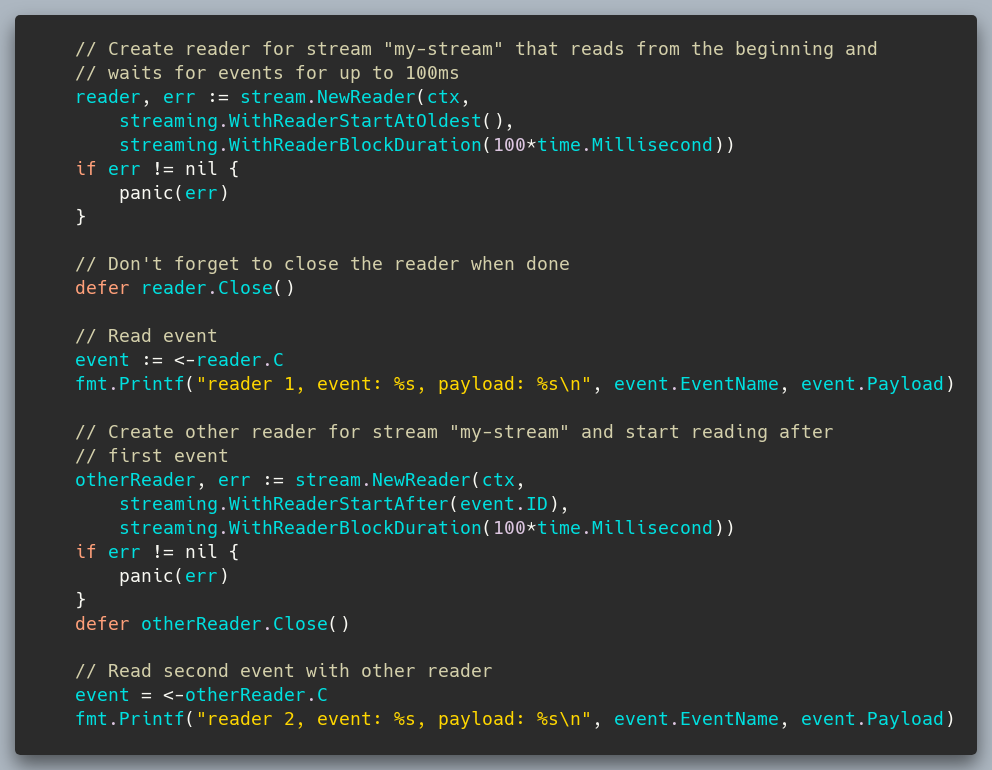 // Create reader for stream "my-stream" that reads from the beginning and
// waits for events for up to 100ms
reader, err := stream.NewReader(ctx,
    streaming.WithReaderStartAtOldest(),
    streaming.WithReaderBlockDuration(100*time.Millisecond))
if err != nil {
    panic(err)
}

// Don't forget to close the reader when done
defer reader.Close()

// Read event
event := <-reader.C
fmt.Printf("reader 1, event: %s, payload: %s\n", event.EventName, event.Payload)

// Create other reader for stream "my-stream" and start reading after
// first event
otherReader, err := stream.NewReader(ctx,
    streaming.WithReaderStartAfter(event.ID),
    streaming.WithReaderBlockDuration(100*time.Millisecond))
if err != nil {
    panic(err)
}
defer otherReader.Close()

// Read second event with other reader
event = <-otherReader.C
fmt.Printf("reader 2, event: %s, payload: %s\n", event.EventName, event.Payload)